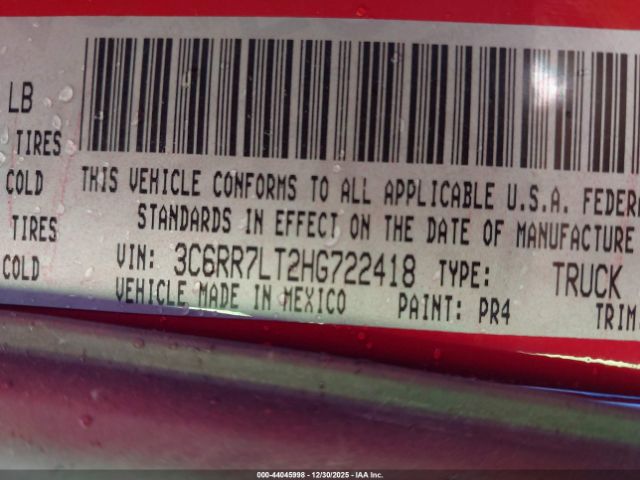 LB
TIRES
COLD
TIRES
COLD
THIS VEHICLE CONFORMS TO ALL APPLICABLE U.S.A. FEDERA
STANDARDS IN EFFECT ON THE DATE OF MANUFACTURE
VIN: 3C6RR7LT2HG722418 TYPE: TRUCK
VEHICLE MADE IN MEXICO PAINT: PR4 TRIM:
000-44045998 - 12/30/2025 - IAA Inc.